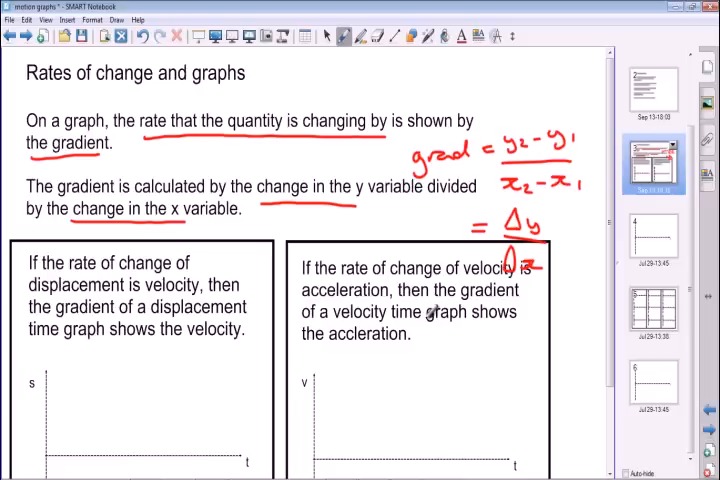 motion graphs * - SMART Notebook
File Edit View Insert Format Draw Help
Rates of change and graphs
On a graph, the rate that the quantity is changing by is shown by
the gradient.
grad = y₂ - y₁
x₂ - x₁
The gradient is calculated by the change in the y variable divided
by the change in the x variable.
= Δy
Δx
If the rate of change of
displacement is velocity, then
the gradient of a displacement
time graph shows the velocity.
s
t
If the rate of change of velocity is
acceleration, then the gradient
of a velocity time graph shows
the accleration.
v
t
2
Sep 13-18:03
3
4
Jul 29-13:45
5
Jul 29-13:38
6
Jul 29-13:45
Auto-hide